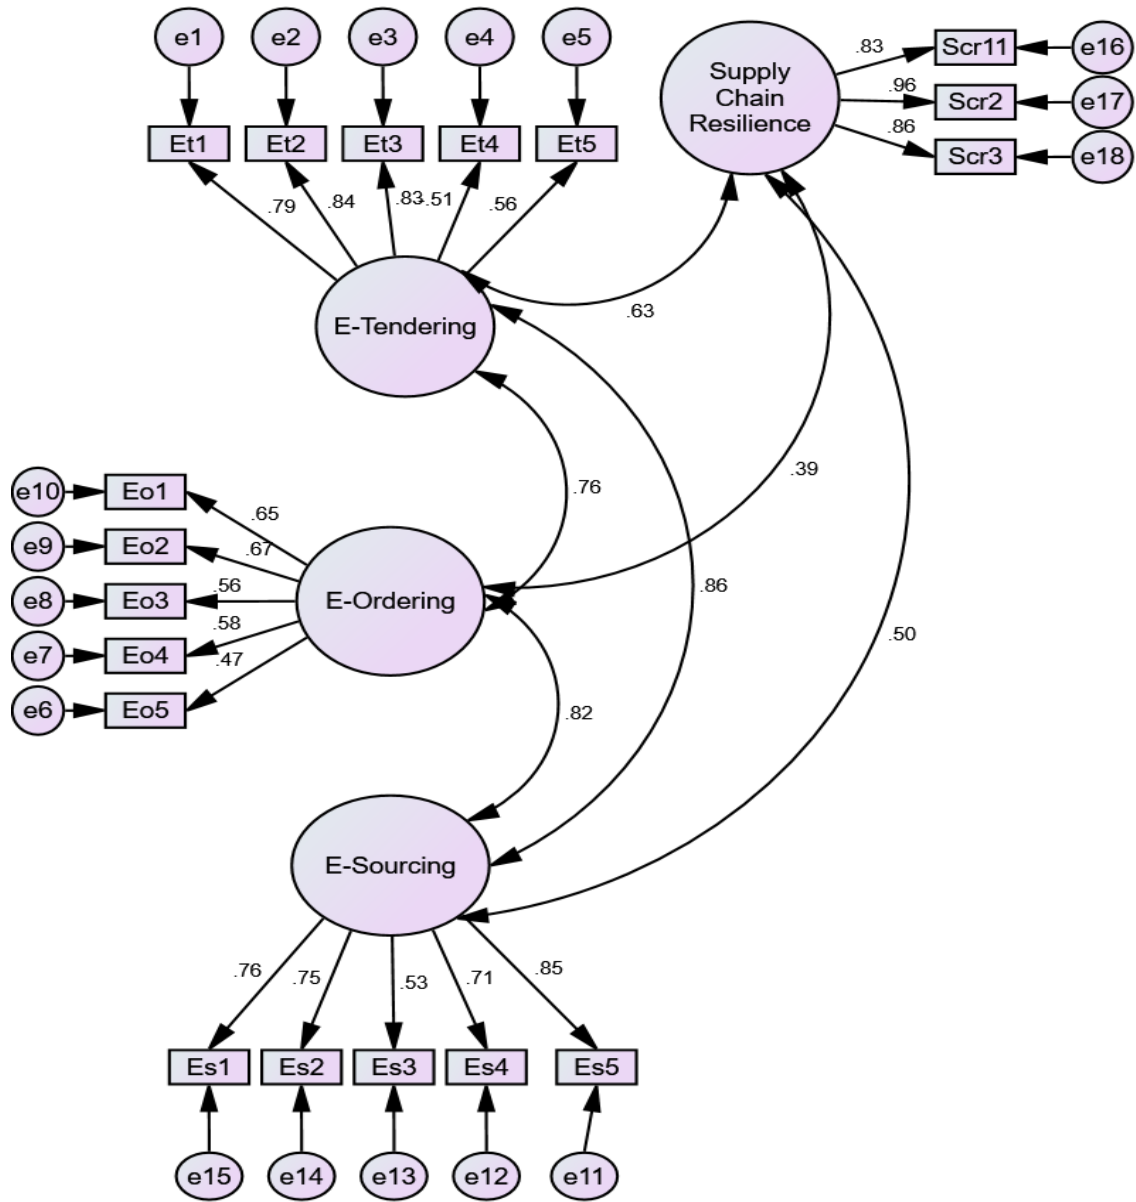 e1 e2 e3 e4 e5
Et1 Et2 Et3 Et4 Et5
.79 .84 .83 .51 .56
Supply
Chain
Resilience
.83 Scr11 e16
.96 Scr2 e17
.86 Scr3 e18
E-Tendering
.63
.76
.39
.86
.50
.82
e10 Eo1 .65
e9 Eo2 .67
e8 Eo3 .56
e7 Eo4 .58
e6 Eo5 .47
E-Ordering
E-Sourcing
.76 .75 .53 .71 .85
Es1 Es2 Es3 Es4 Es5
e15 e14 e13 e12 e11